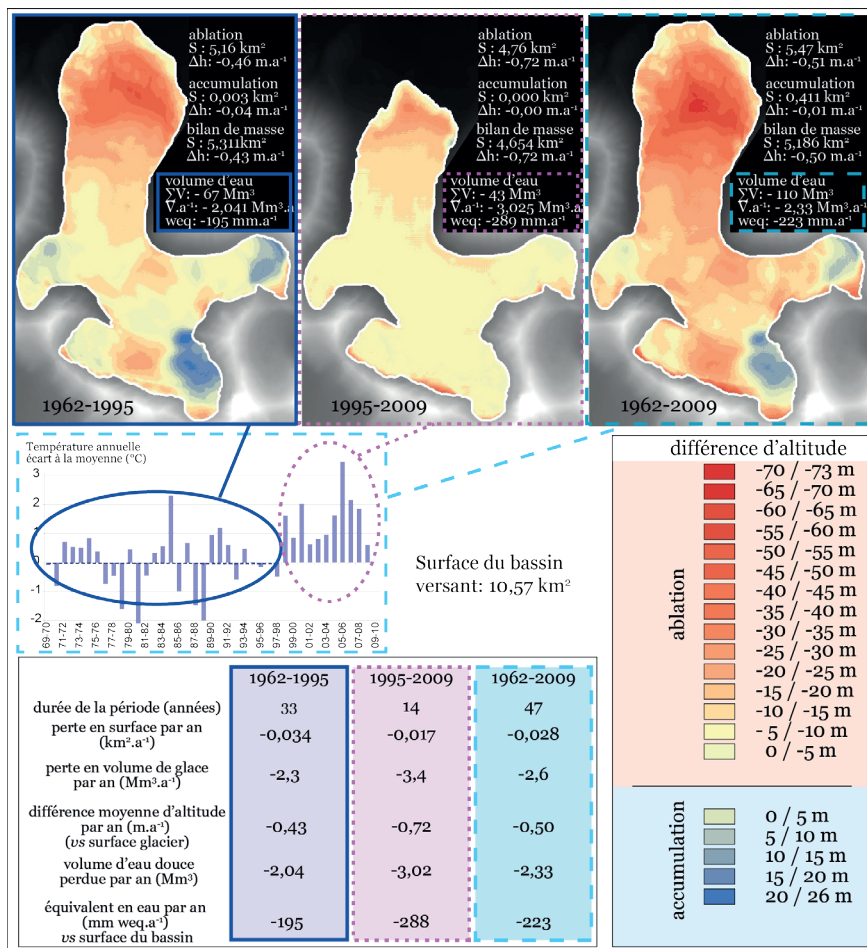 ablation
S : 5,16 km²
Δh: -0,46 m.a⁻¹
accumulation
S : 0,003 km²
Δh: -0,04 m.a⁻¹
bilan de masse
S : 5,311km²
Δh: -0,43 m.a⁻¹
volume d'eau
ΣV: - 67 Mm³
∇.a⁻¹: - 2,041 Mm³.a
weq: -195 mm.a⁻¹
1962-1995
ablation
S : 4,76 km²
Δh: -0,72 m.a⁻¹
accumulation
S : 0,000 km²
Δh: -0,00 m.a⁻¹
bilan de masse
S : 4,654 km²
Δh: -0,72 m.a⁻¹
volume d'eau
ΣV: - 43 Mm³
∇.a⁻¹: - 3,025 Mm³.a
weq: -289 mm.a⁻¹
1995-2009
ablation
S : 5,47 km²
Δh: -0,51 m.a⁻¹
accumulation
S : 0,411 km²
Δh: -0,01 m.a⁻¹
bilan de masse
S : 5,186 km²
Δh: -0,50 m.a⁻¹
volume d'eau
ΣV: - 110 Mm³
∇.a⁻¹: - 2,33 Mm³.a
weq: -223 mm.a⁻¹
1962-2009
Température annuelle
écart à la moyenne (°C)
3
2
1
0
-1
-2
69-70
71-72
73-74
75-76
77-78
79-80
81-82
83-84
85-86
87-88
89-90
91-92
93-94
95-96
97-98
99-00
01-02
03-04
05-06
07-08
09-10
Surface du bassin
versant: 10,57 km²
différence d'altitude
ablation
-70 / -73 m
-65 / -70 m
-60 / -65 m
-55 / -60 m
-50 / -55 m
-45 / -50 m
-40 / -45 m
-35 / -40 m
-30 / -35 m
-25 / -30 m
-20 / -25 m
-15 / -20 m
-10 / -15 m
- 5 / -10 m
0 / -5 m
accumulation
0 / 5 m
5/ 10 m
10 / 15 m
15 / 20 m
20 / 26 m
1962-1995 1995-2009 1962-2009
durée de la période (années) 33 14 47
perte en surface par an
(km².a⁻¹) -0,034 -0,017 -0,028
perte en volume de glace
par an (Mm³.a⁻¹) -2,3 -3,4 -2,6
différence moyenne d'altitude
par an (m.a⁻¹) -0,43 -0,72 -0,50
(vs surface glacier)
volume d'eau douce
perdue par an (Mm³) -2,04 -3,02 -2,33
équivalent en eau par an
(mm weq.a⁻¹) -195 -288 -223
vs surface du bassin